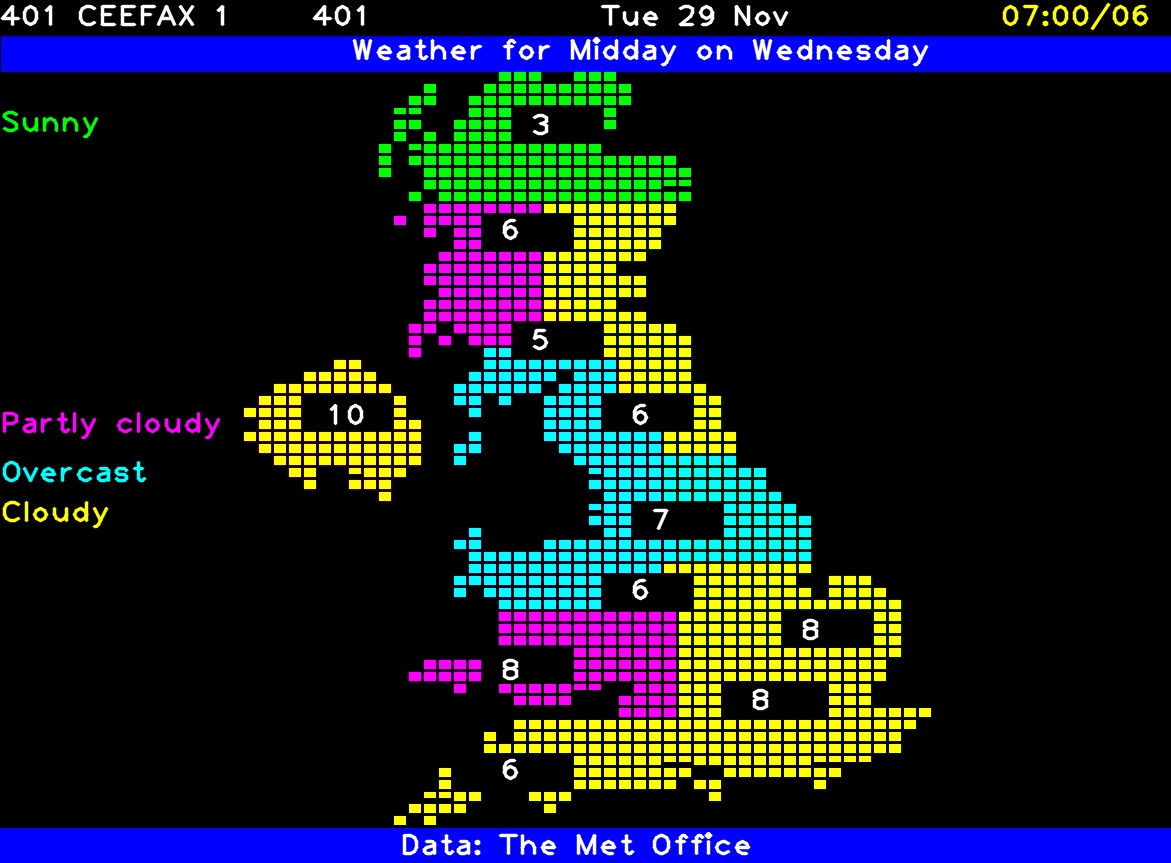 401 CEEFAX 1 401 Tue 29 Nov 07:00/06
Weather for Midday on Wednesday
Sunny
3
6
5
10
6
Partly cloudy
Overcast
Cloudy
7
6
8
8
8
6
Data: The Met Office